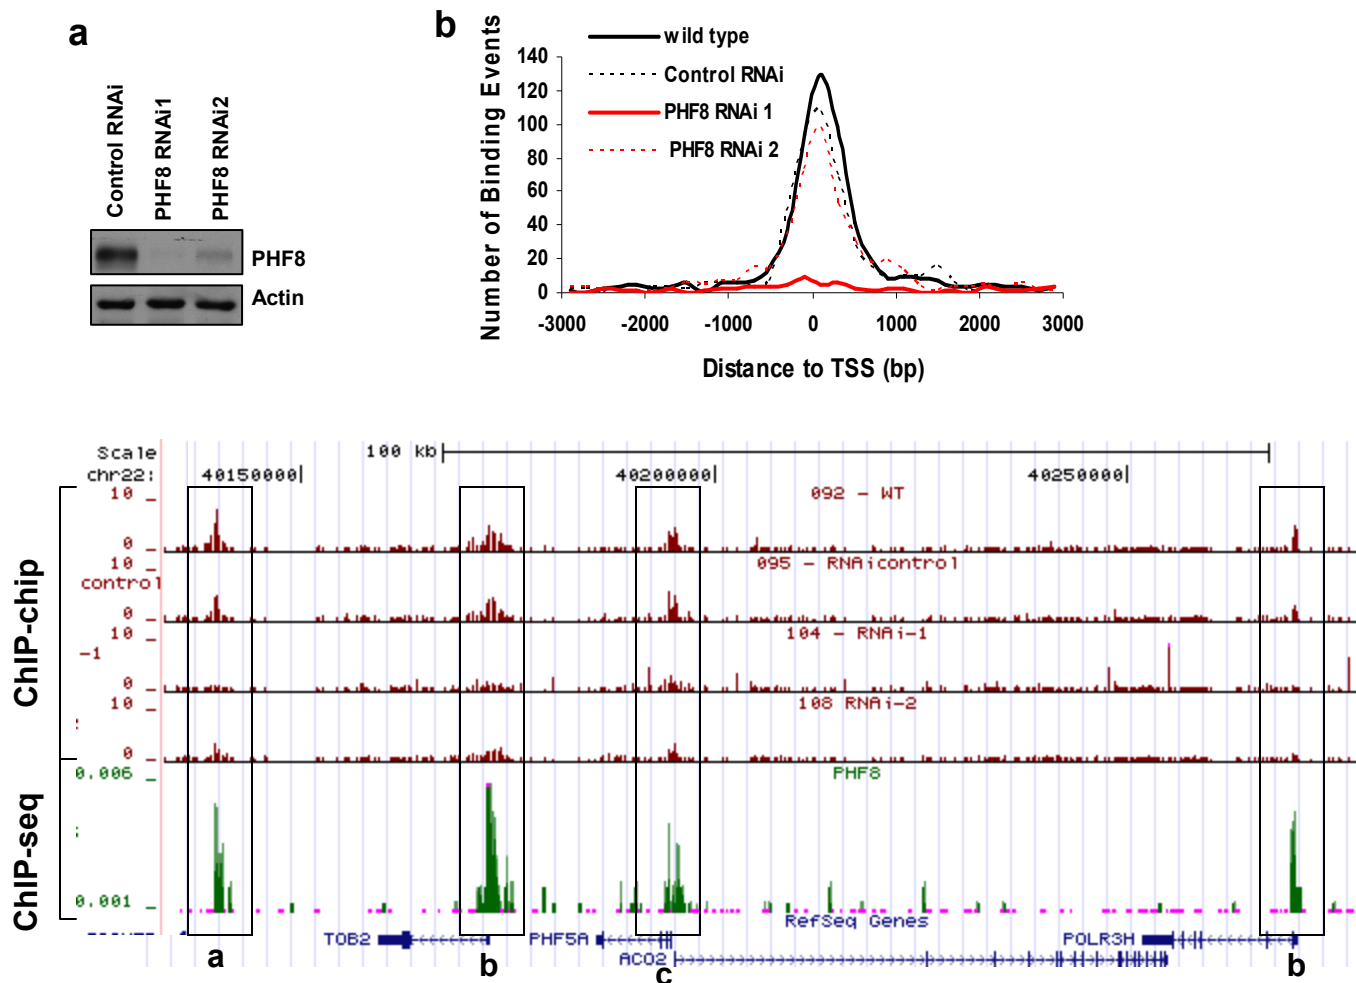 a
Control RNAi
PHF8 RNAi1
PHF8 RNAi2
PHF8
Actin
b
wild type
Control RNAi
PHF8 RNAi 1
PHF8 RNAi 2
Number of Binding Events
140
120
100
80
60
40
20
0
-3000 -2000 -1000 0 1000 2000 3000
Distance to TSS (bp)
Scale 100 kb
chr22: 40150000 40200000 40250000
ChIP-chip
10
092 - WT
0
10
095 - RNAicontrol
control
0
10
104 - RNAi-1
-1
0
10
108 RNAi-2
0
ChIP-seq
0.006
PHF8
0.001
RefSeq Genes
TOB2 PHF5A POLR3H
ACO2
a b c b